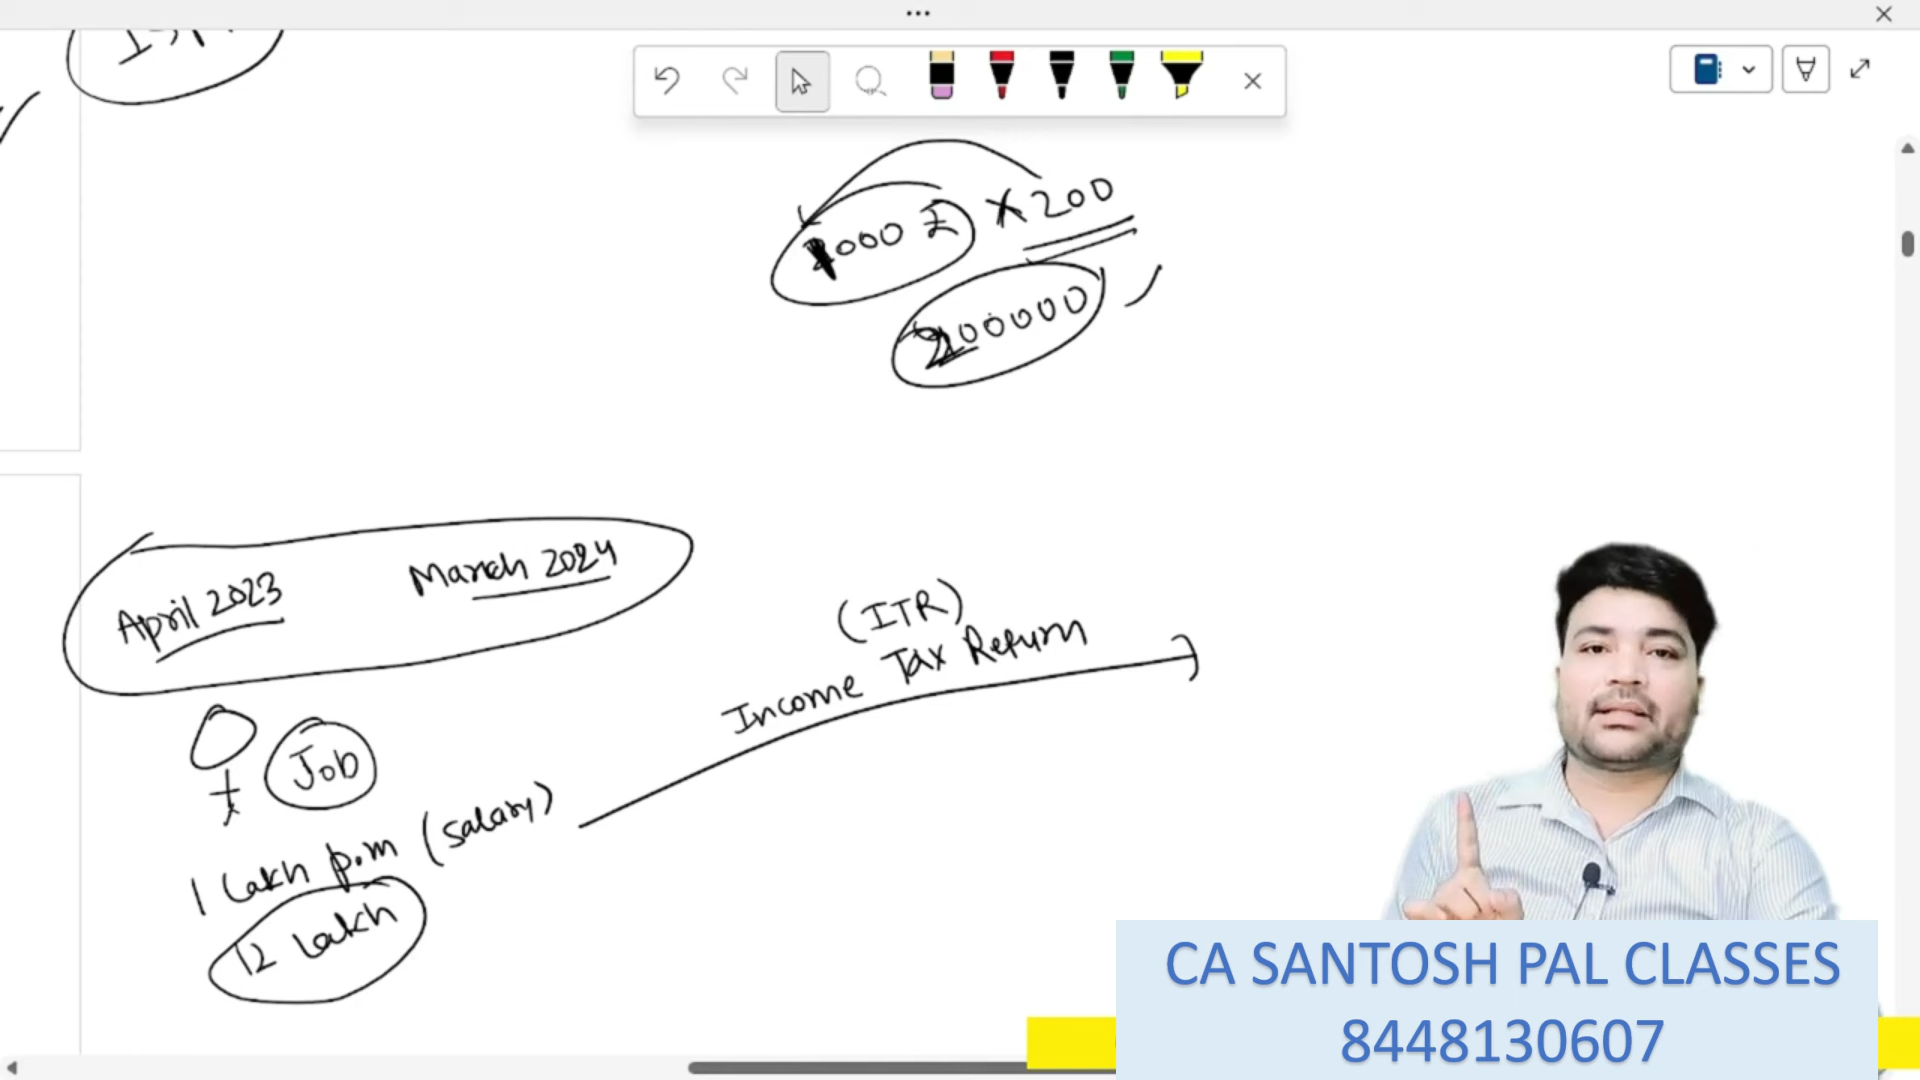 1000 × 200
200000
April 2023 March 2024
(ITR)
Income Tax Return
Job
1 Lakh p.m (salary)
12 Lakh
CA SANTOSH PAL CLASSES
8448130607